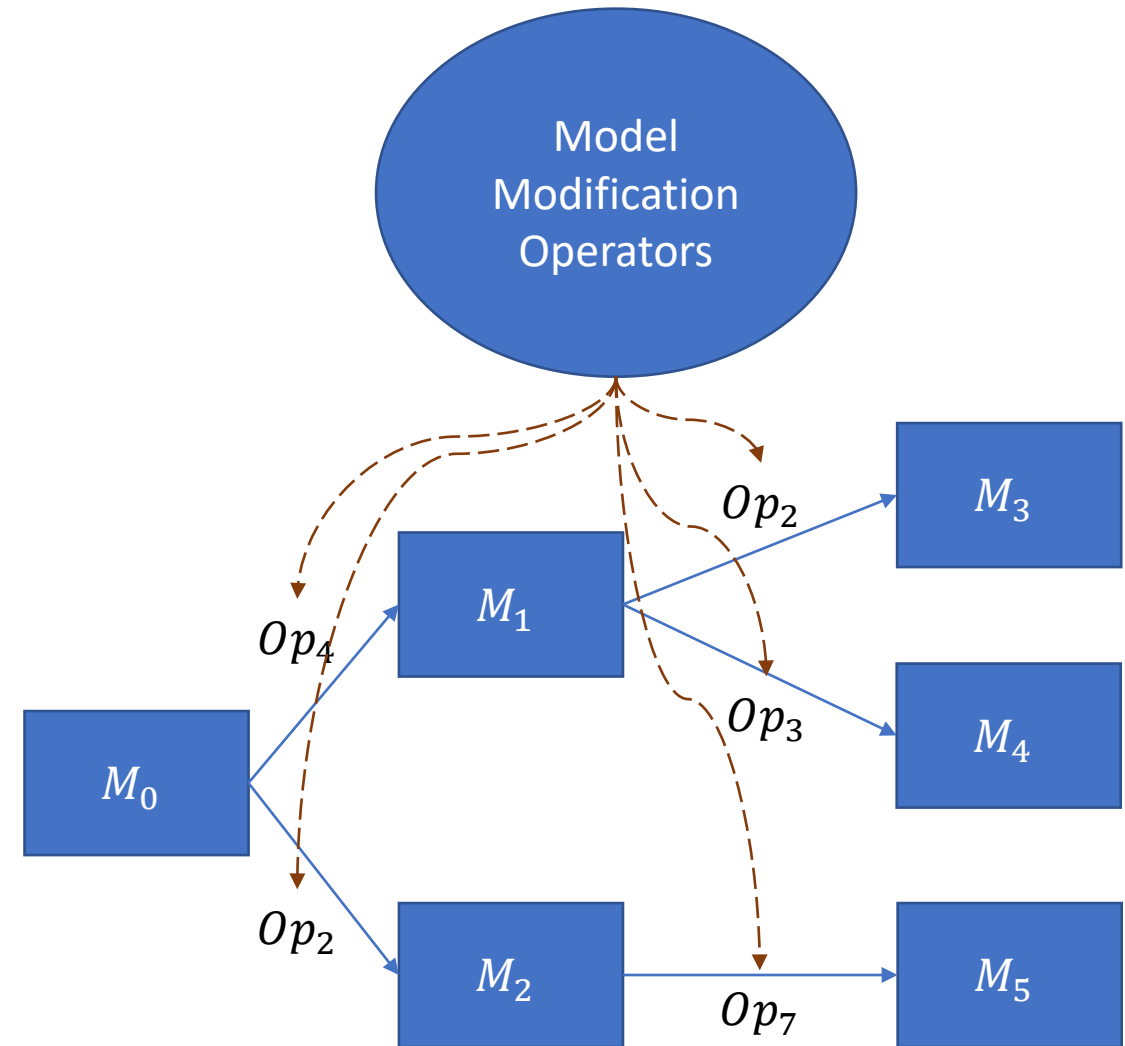 Model
Modification
Operators
Op₂
M₃
M₁
Op₄
Op₃
M₄
M₀
Op₂
M₂
Op₇
M₅